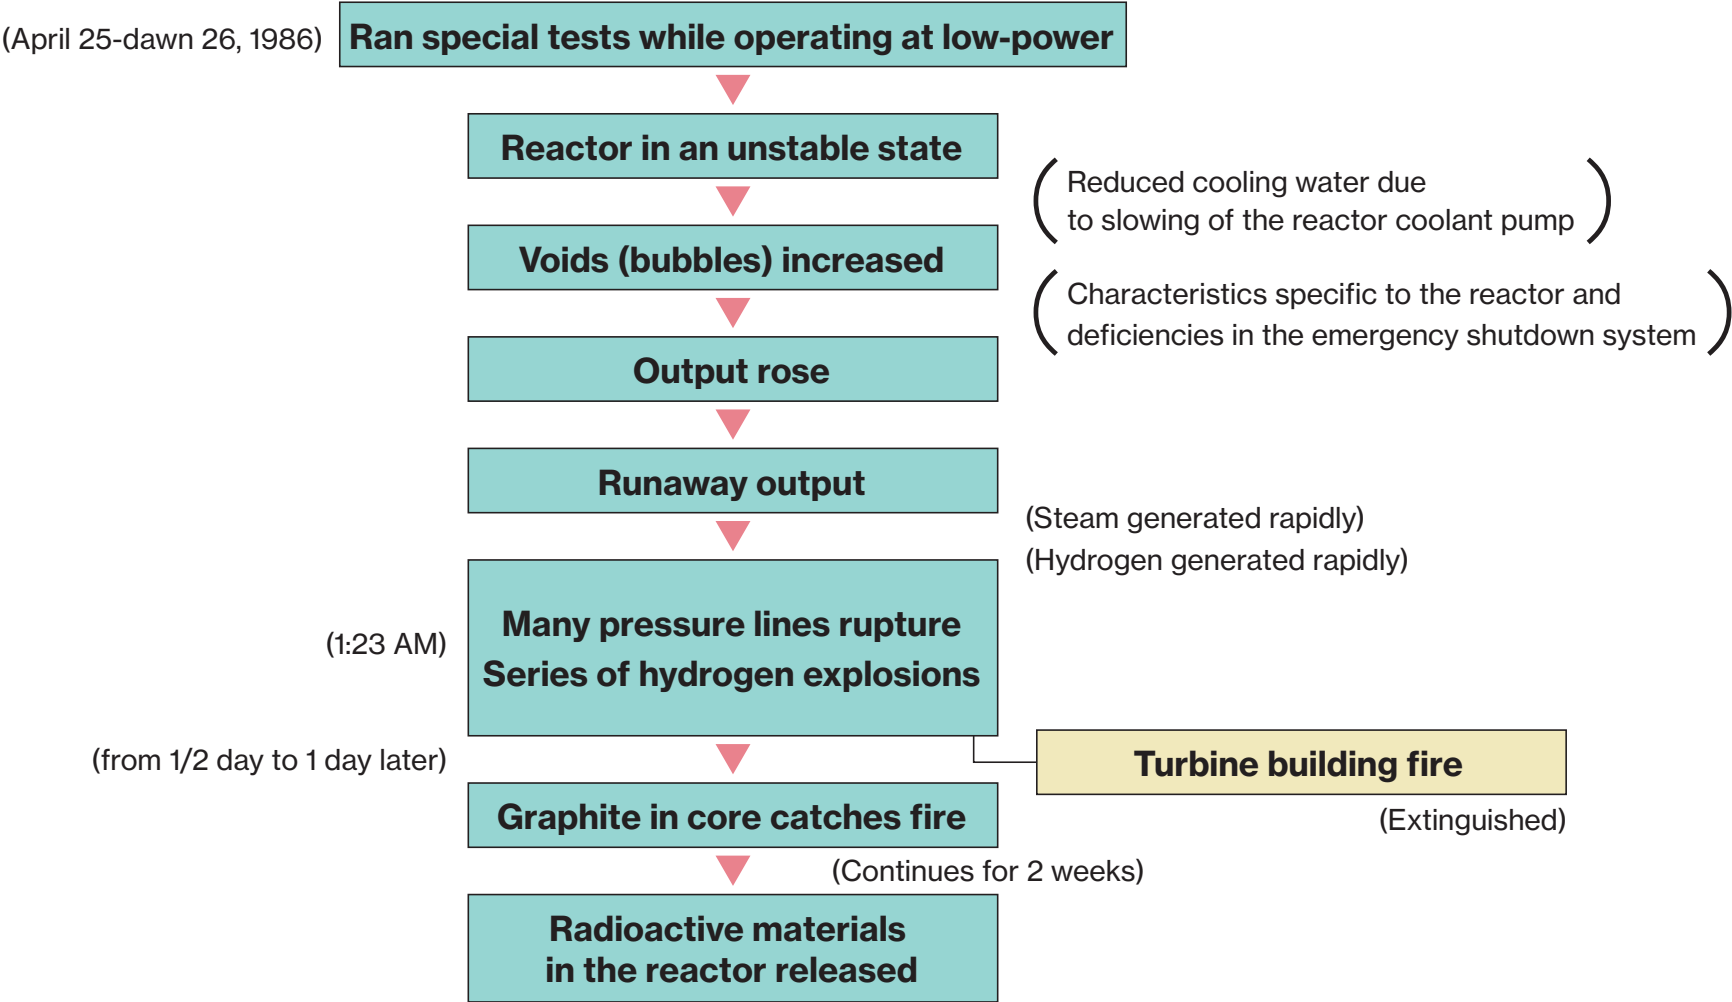 (April 25-dawn 26, 1986)
Ran special tests while operating at low-power
Reactor in an unstable state
Reduced cooling water due
to slowing of the reactor coolant pump
Voids (bubbles) increased
Characteristics specific to the reactor and
deficiencies in the emergency shutdown system
Output rose
Runaway output
(Steam generated rapidly)
(Hydrogen generated rapidly)
(1:23 AM)
Many pressure lines rupture
Series of hydrogen explosions
(from 1/2 day to 1 day later)
Turbine building fire
(Extinguished)
Graphite in core catches fire
(Continues for 2 weeks)
Radioactive materials
in the reactor released